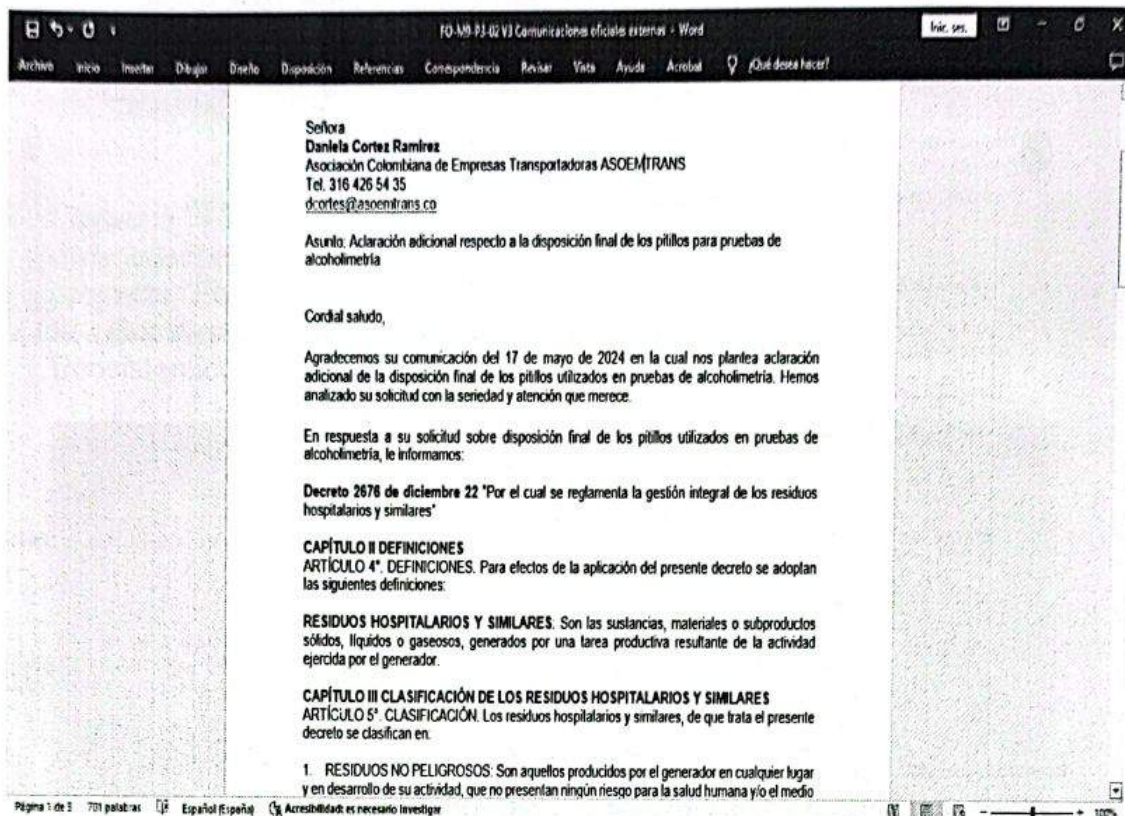 FO-M9-P3-02 V3 Comunicaciones oficiales externas - Word
Inic. ses.
Archivo Inicio Insertar Dibujar Diseño Disposición Referencias Correspondencia Revisar Vista Ayuda Acrobat ¿Qué desea hacer?
Señora
Daniela Cortez Ramírez
Asociación Colombiana de Empresas Transportadoras ASOEMTRANS
Tel. 316 426 54 35
dcortes@asoemtrans.co
Asunto: Aclaración adicional respecto a la disposición final de los pitillos para pruebas de
alcoholimetría
Cordial saludo,
Agradecemos su comunicación del 17 de mayo de 2024 en la cual nos plantea aclaración
adicional de la disposición final de los pitillos utilizados en pruebas de alcoholimetría. Hemos
analizado su solicitud con la seriedad y atención que merece.
En respuesta a su solicitud sobre disposición final de los pitillos utilizados en pruebas de
alcoholimetría, le informamos:
Decreto 2676 de diciembre 22 "Por el cual se reglamenta la gestión integral de los residuos
hospitalarios y similares"
CAPÍTULO II DEFINICIONES
ARTÍCULO 4°. DEFINICIONES. Para efectos de la aplicación del presente decreto se adoptan
las siguientes definiciones:
RESIDUOS HOSPITALARIOS Y SIMILARES: Son las sustancias, materiales o subproductos
sólidos, líquidos o gaseosos, generados por una tarea productiva resultante de la actividad
ejercida por el generador.
CAPÍTULO III CLASIFICACIÓN DE LOS RESIDUOS HOSPITALARIOS Y SIMILARES
ARTÍCULO 5°. CLASIFICACIÓN. Los residuos hospitalarios y similares, de que trata el presente
decreto se clasifican en:
1. RESIDUOS NO PELIGROSOS: Son aquellos producidos por el generador en cualquier lugar
y en desarrollo de su actividad, que no presentan ningún riesgo para la salud humana y/o el medio
Página 1 de 3 701 palabras Español (España) Accesibilidad: es necesario investigar 100%